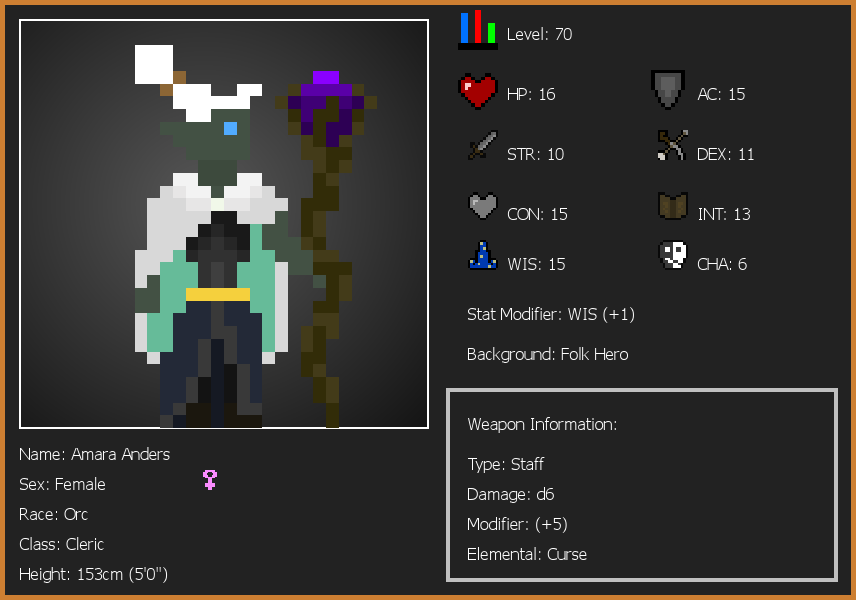 Level: 70
HP: 16
AC: 15
STR: 10
DEX: 11
CON: 15
INT: 13
WIS: 15
CHA: 6
Stat Modifier: WIS (+1)
Background: Folk Hero
Weapon Information:
Type: Staff
Damage: d6
Modifier: (+5)
Elemental: Curse
Name: Amara Anders
Sex: Female
Race: Orc
Class: Cleric
Height: 153cm (5'0")